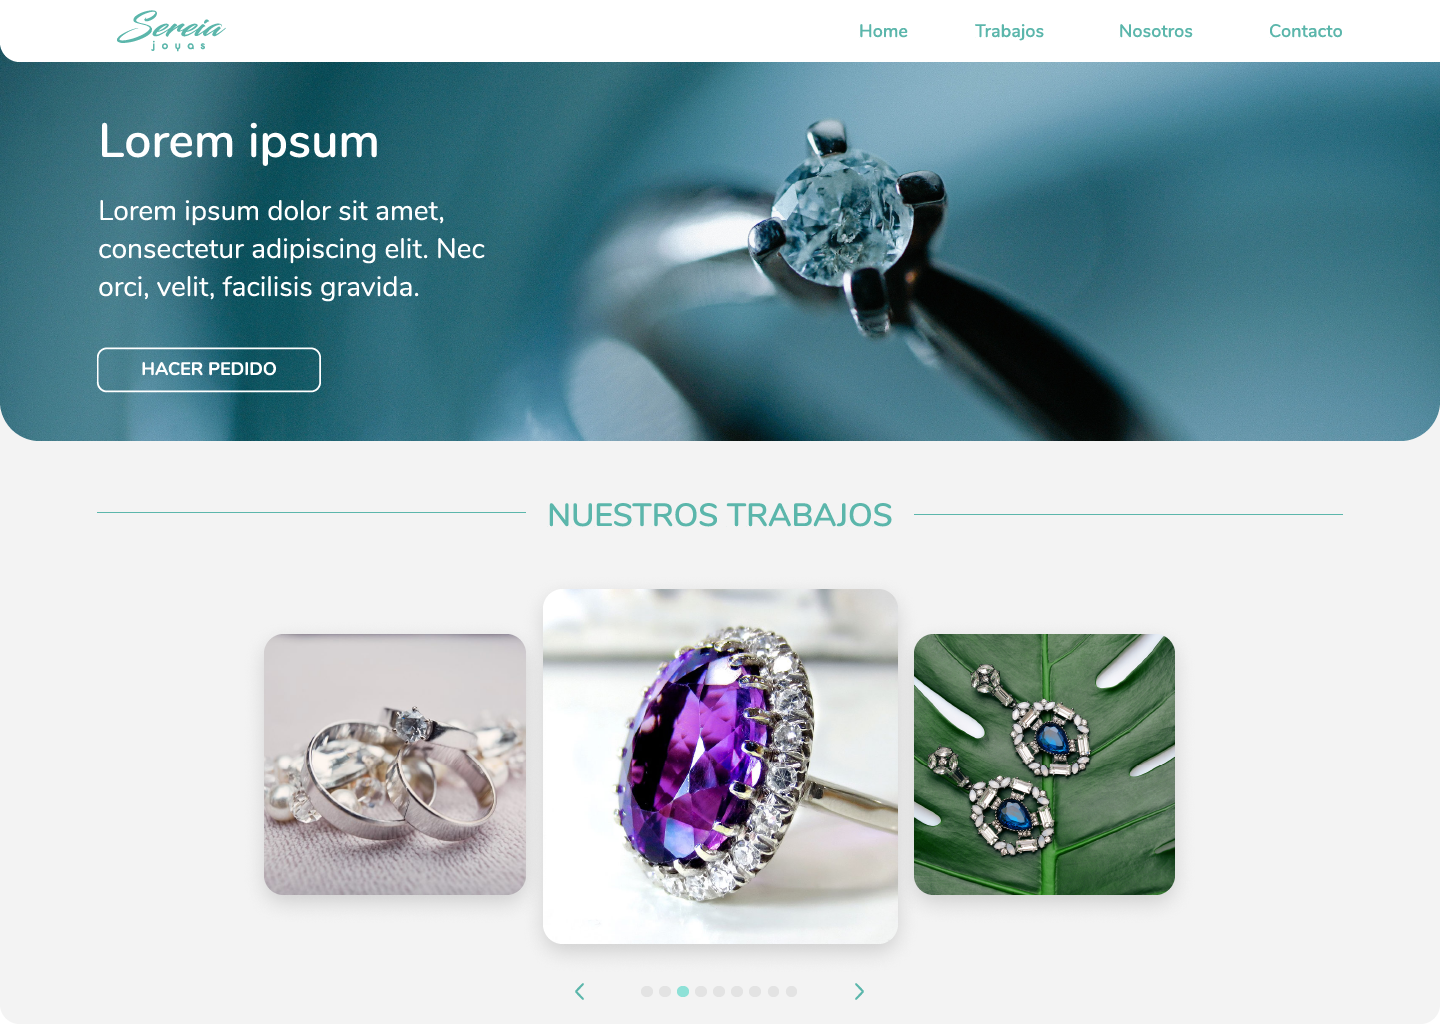 Sereia
joyas
Home Trabajos Nosotros Contacto
Lorem ipsum
Lorem ipsum dolor sit amet,
consectetur adipiscing elit. Nec
orci, velit, facilisis gravida.
HACER PEDIDO
NUESTROS TRABAJOS